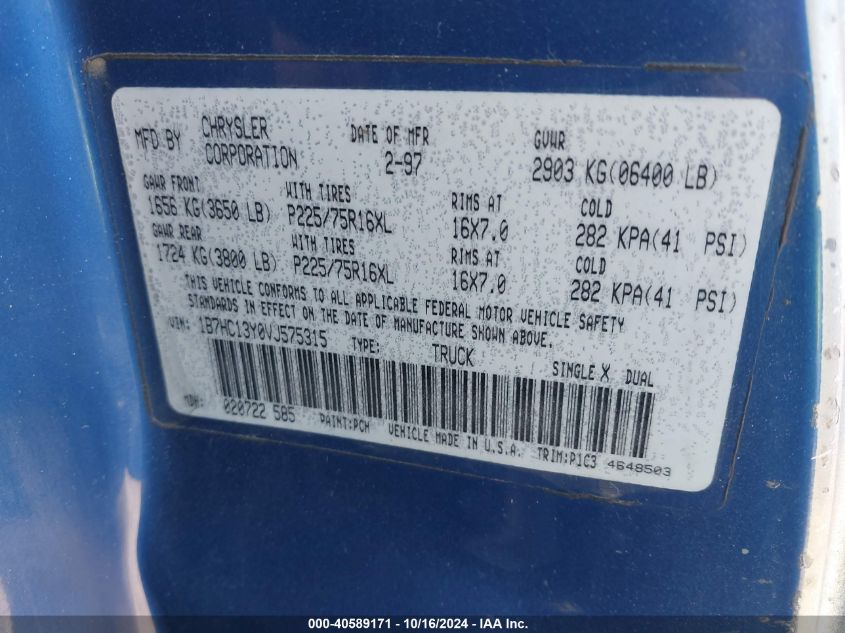 MFD BY CHRYSLER CORPORATION DATE OF MFR 2-97 GVWR 2903 KG(06400 LB)
GAWR FRONT WITH TIRES RIMS AT COLD
1656 KG(3650 LB) P225/75R16XL 16X7.0 282 KPA(41 PSI)
GAWR REAR WITH TIRES RIMS AT COLD
1724 KG(3800 LB) P225/75R16XL 16X7.0 282 KPA(41 PSI)
THIS VEHICLE CONFORMS TO ALL APPLICABLE FEDERAL MOTOR VEHICLE SAFETY
STANDARDS IN EFFECT ON THE DATE OF MANUFACTURE SHOWN ABOVE.
VIN: 1B7HC13Y0VJ575315 TYPE: TRUCK SINGLE X DUAL
MDH: 020722 585 PAINT:PCH VEHICLE MADE IN U.S.A. TRIM:P1C3 4648503
000-40589171 - 10/16/2024 - IAAI Inc.